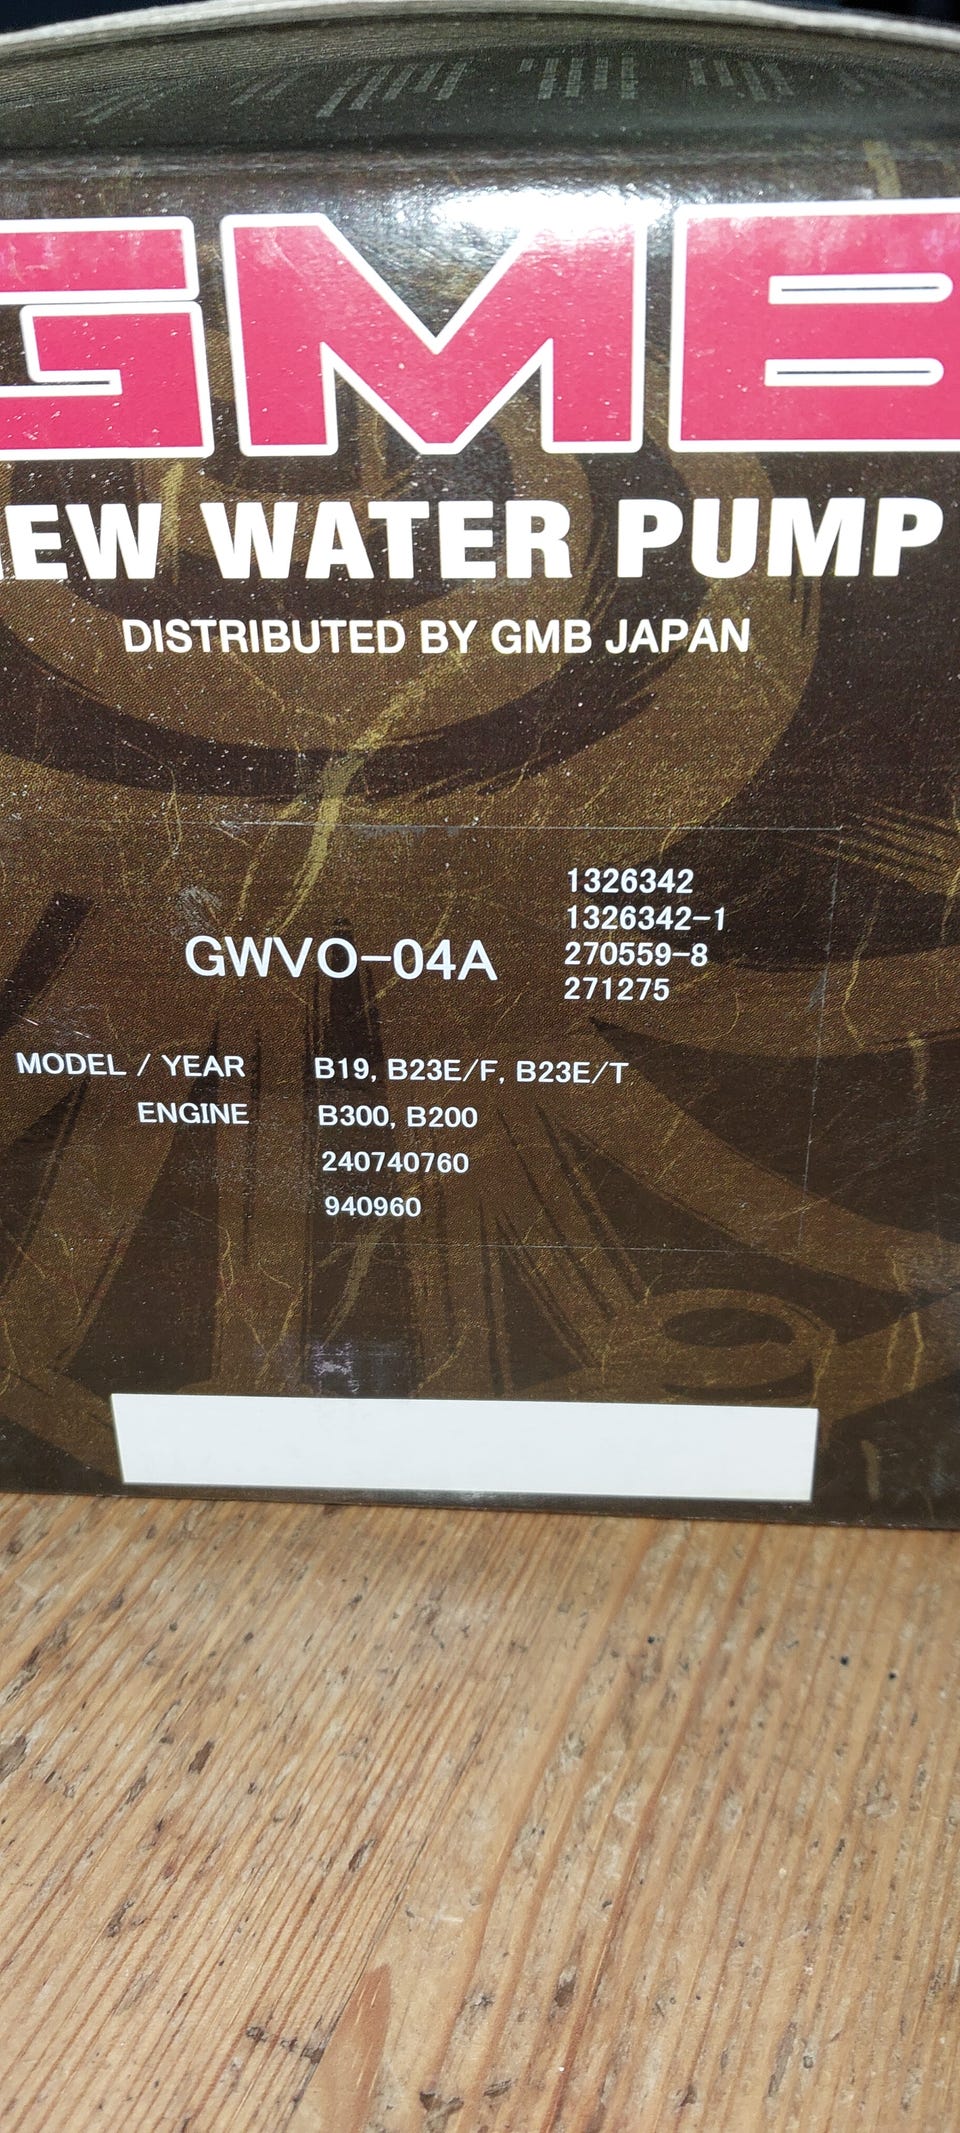 GMB
NEW WATER PUMP
DISTRIBUTED BY GMB JAPAN
GWVO-04A
1326342
1326342-1
270559-8
271275
MODEL / YEAR B19, B23E/F, B23E/T
ENGINE B300, B200
240740760
940960